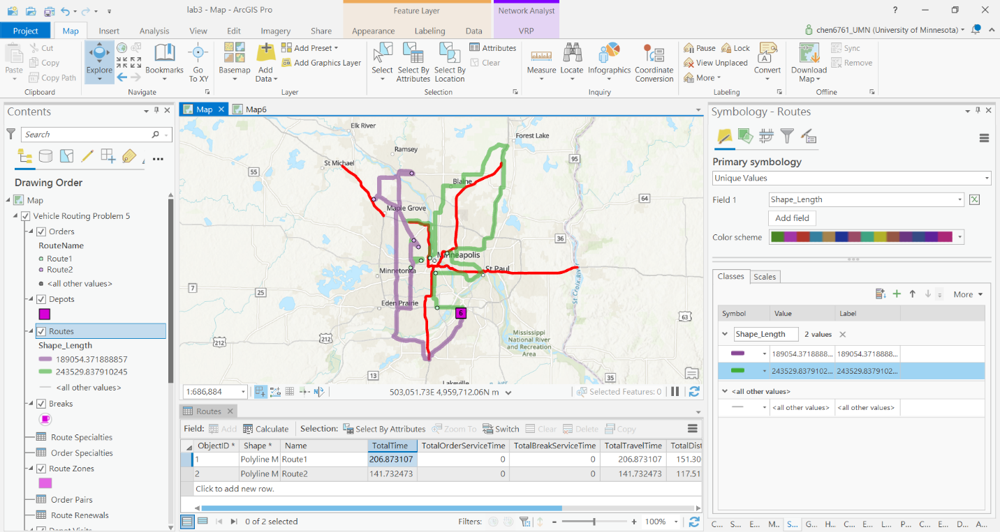 lab3 - Map - ArcGIS Pro
Feature Layer
Network Analyst
?
Project
Map
Insert
Analysis
View
Edit
Imagery
Share
Appearance
Labeling
Data
VRP
chen6761_UMN (University of Minnesota)
Paste
Cut
Copy
Copy Path
Clipboard
Explore
Bookmarks
Go To XY
Navigate
Basemap
Add Data
Add Preset
Add Graphics Layer
Layer
Select
Select By Attributes
Select By Location
Attributes
Clear
Selection
Measure
Locate
Infographics
Coordinate Conversion
Inquiry
Pause
Lock
View Unplaced
More
Convert
Labeling
Download Map
Sync
Remove
Offline
Contents
Search
Drawing Order
Map
Vehicle Routing Problem 5
Orders
RouteName
Route1
Route2
<all other values>
Depots
Routes
Shape_Length
189054.371888857
243529.837910245
<all other values>
Breaks
Route Specialties
Order Specialties
Route Zones
Order Pairs
Route Renewals
Depot Visits
Map
Map6
Elk River
Ramsey
Forest Lake
St Michael
95
55
Blaine
64
Maple Grove
36
Minneapolis
Minnetonka
St Paul
St Croix River
7
25
Eden Prairie
6
63
212
212
Mississippi
National River
and Recreation
Area
13
35
Lakeville
1:686,884
503,051.73E 4,959,712.06N m
Selected Features: 0
Routes
Field:
Add
Calculate
Selection:
Select By Attributes
Zoom To
Switch
Clear
Delete
Copy
ObjectID *
Shape *
Name
TotalTime
TotalOrderServiceTime
TotalBreakServiceTime
TotalTravelTime
TotalDist
1 Polyline M Route1 206.873107 0 0 206.873107 151.30
2 Polyline M Route2 141.732473 0 0 141.732473 117.51
Click to add new row.
0 of 2 selected
Filters:
- + 100%
Symbology - Routes
Primary symbology
Unique Values
Field 1
Shape_Length
Add field
Color scheme
Classes
Scales
More
Symbol
Value
Label
Shape_Length
2 values
189054.3718888... 189054.3718888...
243529.8379102... 243529.8379102...
<all other values>
<all other values> <all other values>
C... S... E... M.. S... G... H... C... E... L... P... C... E... D... A...